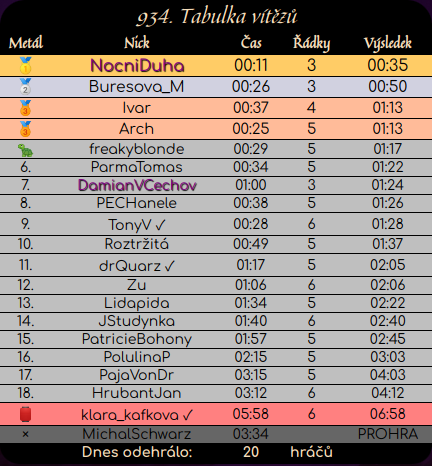 934. Tabulka vítězů
Metál Nick Čas Řádky Výsledek
1 NocniDuha 00:11 3 00:35
2 Buresova_M 00:26 3 00:50
3 Ivar 00:37 4 01:13
3 Arch 00:25 5 01:13
freakyblonde 00:29 5 01:17
6. ParmaTomas 00:34 5 01:22
7. DamianVCechov 01:00 3 01:24
8. PECHanele 00:38 5 01:26
9. TonyV ✓ 00:28 6 01:28
10. Roztržitá 00:49 5 01:37
11. drQuarz ✓ 01:17 5 02:05
12. Zu 01:06 6 02:06
13. Lidapida 01:34 5 02:22
14. JStudynka 01:40 6 02:40
15. PatricieBohony 01:57 5 02:45
16. PolulinaP 02:15 5 03:03
17. PajaVonDr 03:15 5 04:03
18. HrubantJan 03:12 6 04:12
klara_kafkova ✓ 05:58 6 06:58
× MichalSchwarz 03:34 PROHRA
Dnes odehrálo: 20 hráčů